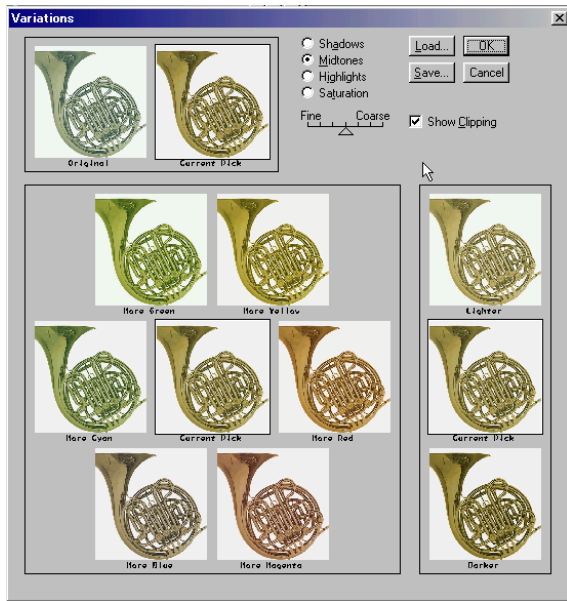 Variations
Shadows
Midtones
Highlights
Saturation
Load...
OK
Save...
Cancel
Fine
Coarse
Show Clipping
Original
Current Pick
More Green
More Yellow
Lighter
More Cyan
Current Pick
More Red
Current Pick
More Blue
More Magenta
Darker